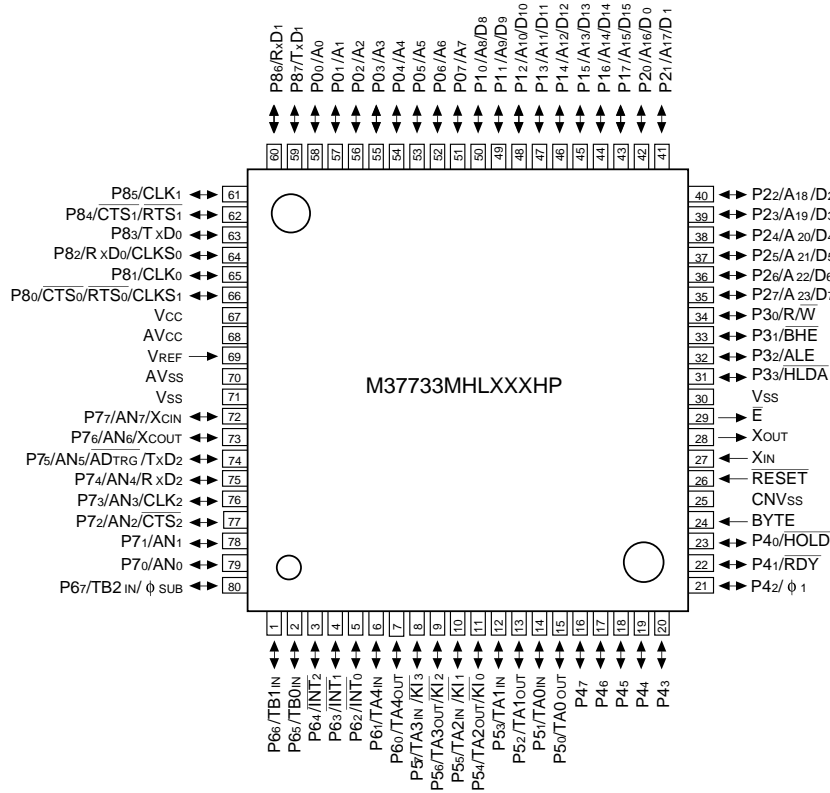 P86/RxD1
P87/TxD1
P00/A0
P01/A1
P02/A2
P03/A3
P04/A4
P05/A5
P06/A6
P07/A7
P10/A8/D8
P11/A9/D9
P12/A10/D10
P13/A11/D11
P14/A12/D12
P15/A13/D13
P16/A14/D14
P17/A15/D15
P20/A16/D0
P21/A17/D1
60 59 58 57 56 55 54 53 52 51 50 49 48 47 46 45 44 43 42 41
P85/CLK1 61
P84/CTS1/RTS1 62
P83/TxD0 63
P82/RxD0/CLKS0 64
P81/CLK0 65
P80/CTS0/RTS0/CLKS1 66
VCC 67
AVCC 68
VREF 69
AVSS 70
VSS 71
P77/AN7/XCIN 72
P76/AN6/XCOUT 73
P75/AN5/ADTRG/TxD2 74
P74/AN4/RxD2 75
P73/AN3/CLK2 76
P72/AN2/CTS2 77
P71/AN1 78
P70/AN0 79
P67/TB2IN/φSUB 80
M37733MHLXXXHP
40 P22/A18/D2
39 P23/A19/D3
38 P24/A20/D4
37 P25/A21/D5
36 P26/A22/D6
35 P27/A23/D7
34 P30/R/W
33 P31/BHE
32 P32/ALE
31 P33/HLDA
30 VSS
29 E
28 XOUT
27 XIN
26 RESET
25 CNVSS
24 BYTE
23 P40/HOLD
22 P41/RDY
21 P42/φ1
1 2 3 4 5 6 7 8 9 10 11 12 13 14 15 16 17 18 19 20
P66/TB1IN
P65/TB0IN
P64/INT2
P63/INT1
P62/INT0
P61/TA4IN
P60/TA4OUT
P57/TA3IN/KI3
P56/TA3OUT/KI2
P55/TA2IN/KI1
P54/TA2OUT/KI0
P53/TA1IN
P52/TA1OUT
P51/TA0IN
P50/TA0OUT
P47
P46
P45
P44
P43